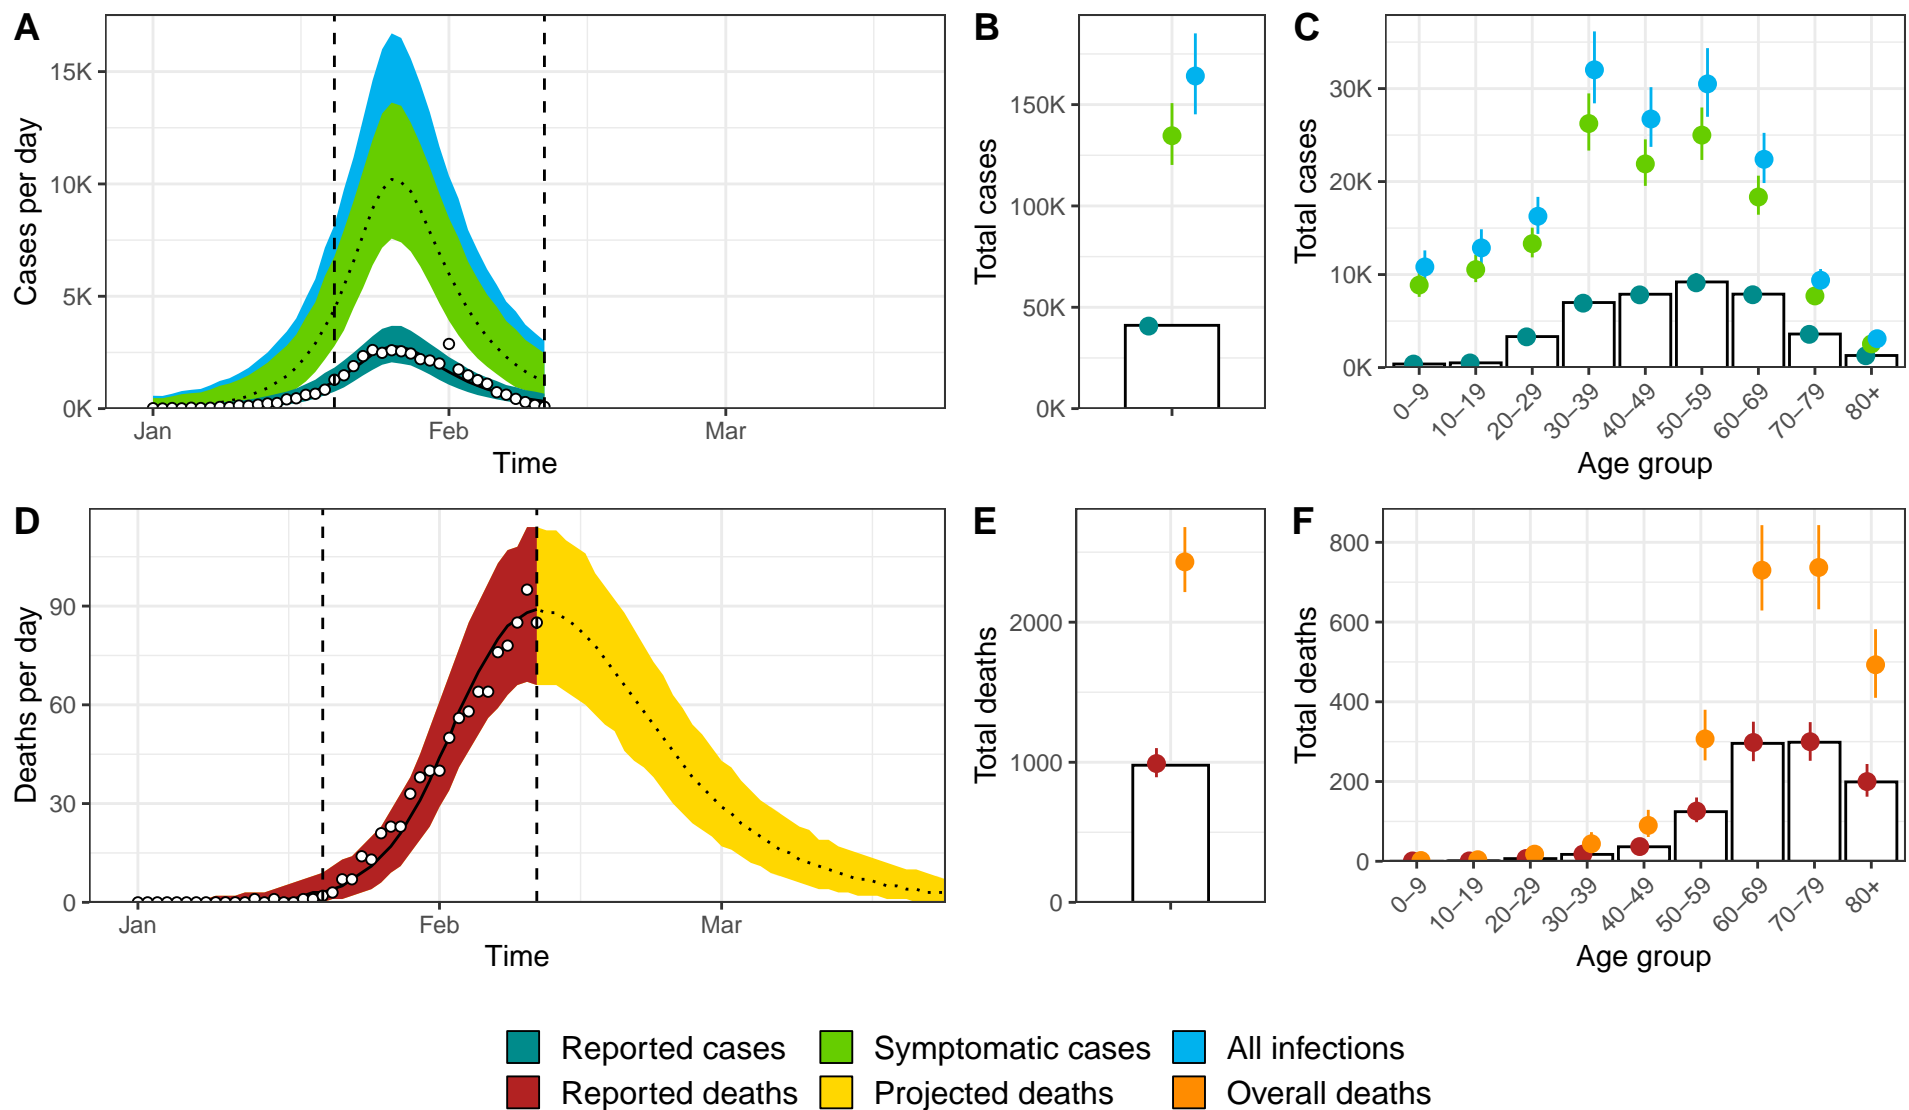 A
15K
10K
5K
0K
Cases per day
Jan
Feb
Mar
Time
B
150K
100K
50K
0K
Total cases
C
30K
20K
10K
0K
Total cases
0–9
10–19
20–29
30–39
40–49
50–59
60–69
70–79
80+
Age group
D
90
60
30
0
Deaths per day
Jan
Feb
Mar
Time
E
2000
1000
0
Total deaths
F
800
600
400
200
0
Total deaths
0–9
10–19
20–29
30–39
40–49
50–59
60–69
70–79
80+
Age group
Reported cases
Symptomatic cases
All infections
Reported deaths
Projected deaths
Overall deaths